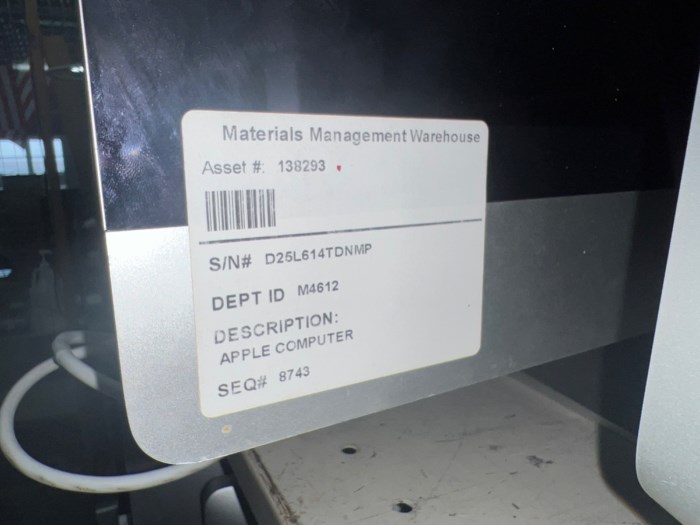 Materials Management Warehouse
Asset #: 138293
S/N# D25L614TDNMP
DEPT ID M4612
DESCRIPTION:
APPLE COMPUTER
SEQ# 8743